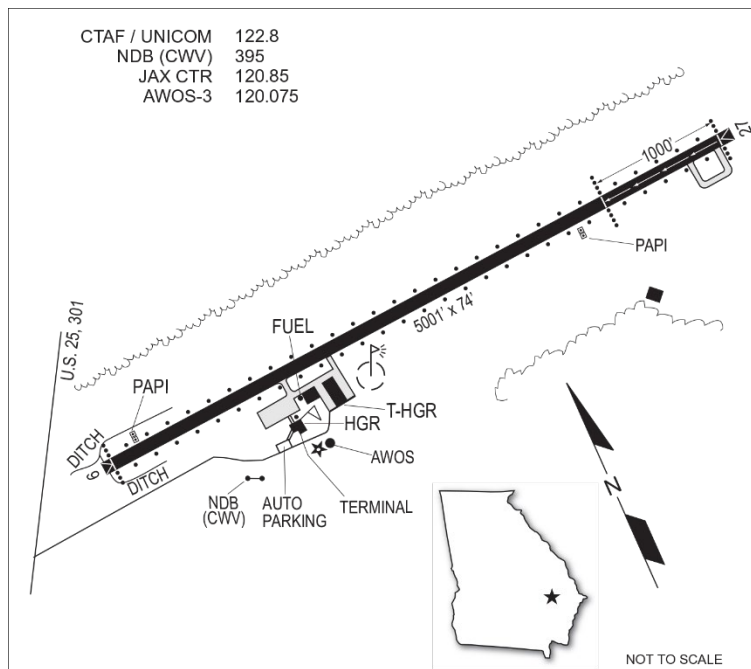 CTAF / UNICOM 122.8
NDB (CWV) 395
JAX CTR 120.85
AWOS-3 120.075
27
1000'
PAPI
5001' x 74'
U.S. 25, 301
FUEL
PAPI
T-HGR
HGR
DITCH
AWOS
9
DITCH
NDB
(CWV)
AUTO
PARKING
TERMINAL
N
NOT TO SCALE